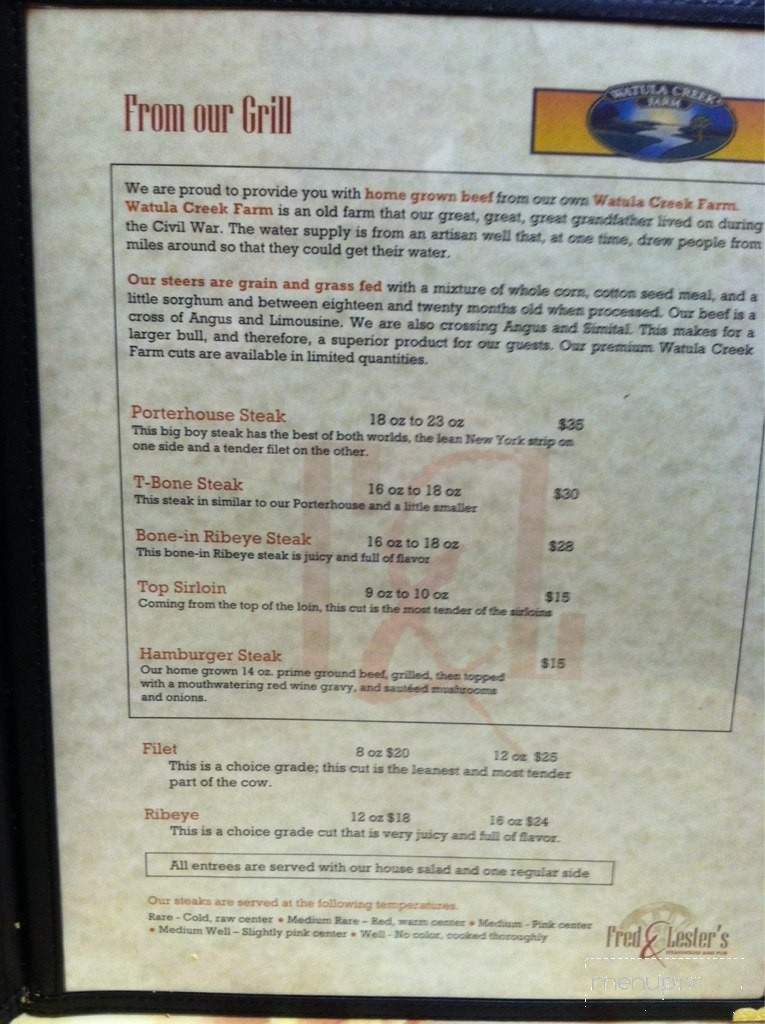 From our Grill
WATULA CREEK
FARM
We are proud to provide you with home grown beef from our own Watula Creek Farm.
Watula Creek Farm is an old farm that our great, great, great grandfather lived on during
the Civil War. The water supply is from an artisan well that, at one time, drew people from
miles around so that they could get their water.
Our steers are grain and grass fed with a mixture of whole corn, cotton seed meal, and a
little sorghum and between eighteen and twenty months old when processed. Our beef is a
cross of Angus and Limousine. We are also crossing Angus and Simital. This makes for a
larger bull, and therefore, a superior product for our guests. Our premium Watula Creek
Farm cuts are available in limited quantities.
Porterhouse Steak 18 oz to 23 oz $35
This big boy steak has the best of both worlds, the lean New York strip on
one side and a tender filet on the other.
T-Bone Steak 16 oz to 18 oz $30
This steak in similar to our Porterhouse and a little smaller
Bone-in Ribeye Steak 16 oz to 18 oz $28
This bone-in Ribeye steak is juicy and full of flavor
Top Sirloin 9 oz to 10 oz $15
Coming from the top of the loin, this cut is the most tender of the sirloins
Hamburger Steak $15
Our home grown 14 oz. prime ground beef, grilled, then topped
with a mouthwatering red wine gravy, and sautéed mushrooms
and onions.
Filet 8 oz $20 12 oz $25
This is a choice grade; this cut is the leanest and most tender
part of the cow.
Ribeye 12 oz $18 16 oz $24
This is a choice grade cut that is very juicy and full of flavor.
All entrees are served with our house salad and one regular side
Our steaks are served at the following temperatures.
Rare - Cold, raw center • Medium Rare – Red, warm center • Medium - Pink center
• Medium Well – Slightly pink center • Well - No color, cooked thoroughly
Fred & Lester's
menupix